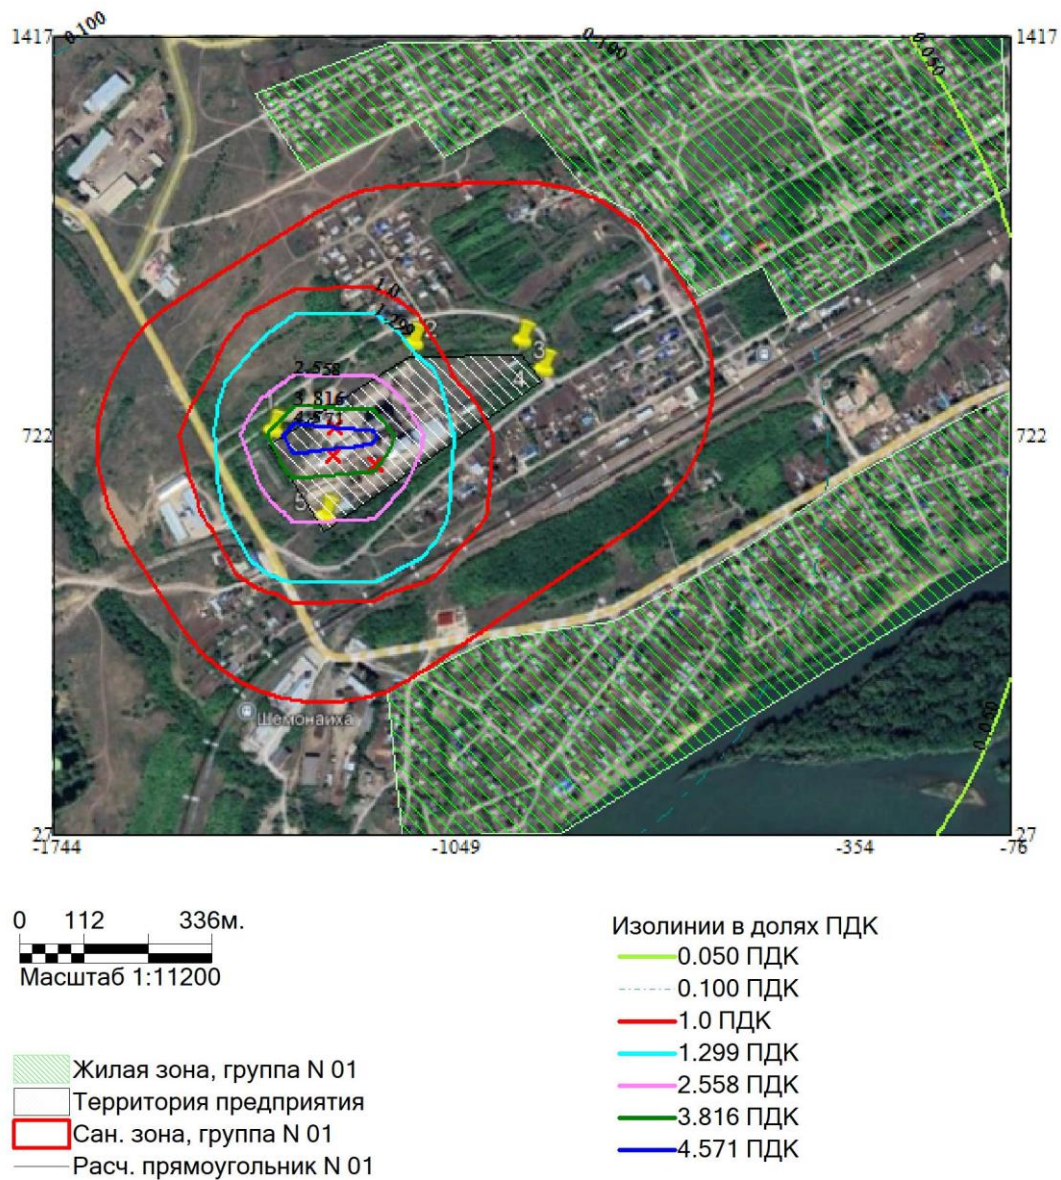 0.100
0.100
0.050
1417
1417
1.0
1.299
2
3
2.558
4
3.816
4.571
722
722
5
Шемонаиха
0.050
27
27
-1744
-1049
-354
-76
0 112 336м.
Масштаб 1:11200
Жилая зона, группа N 01
Территория предприятия
Сан. зона, группа N 01
Расч. прямоугольник N 01
Изолинии в долях ПДК
0.050 ПДК
0.100 ПДК
1.0 ПДК
1.299 ПДК
2.558 ПДК
3.816 ПДК
4.571 ПДК